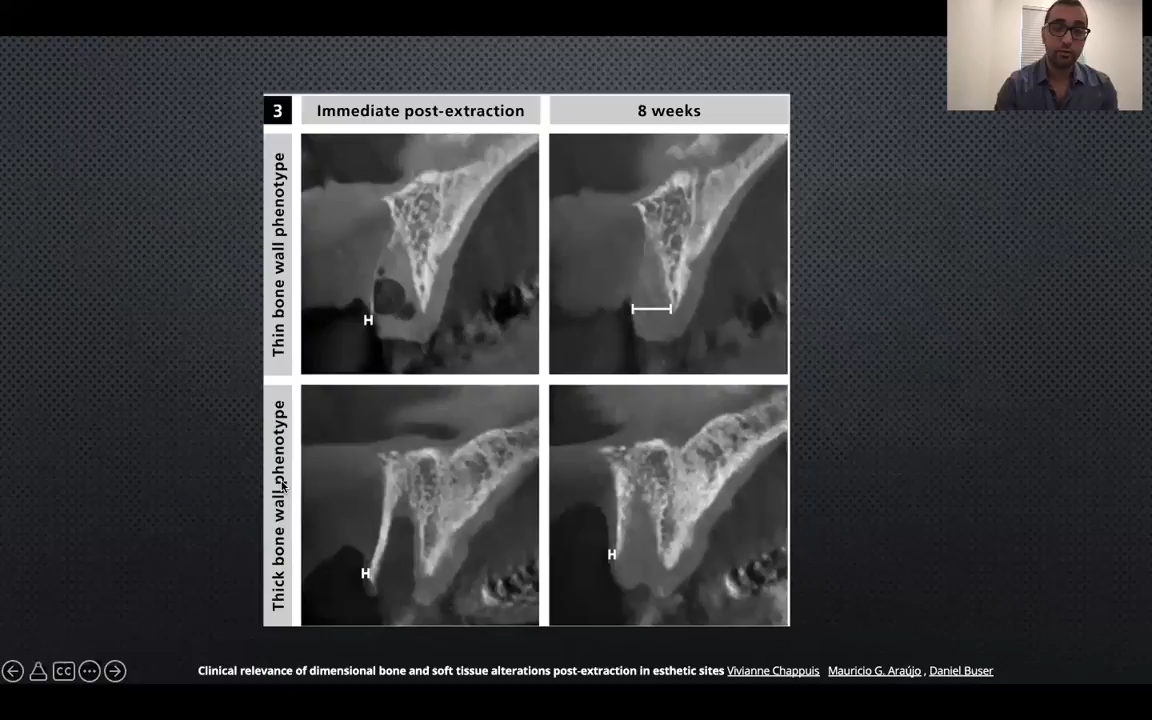 3
Immediate post-extraction
8 weeks
Thin bone wall phenotype
H
Thick bone wall phenotype
H
H
CC
Clinical relevance of dimensional bone and soft tissue alterations post-extraction in esthetic sites Vivianne Chappuis Mauricio G. Araújo , Daniel Buser